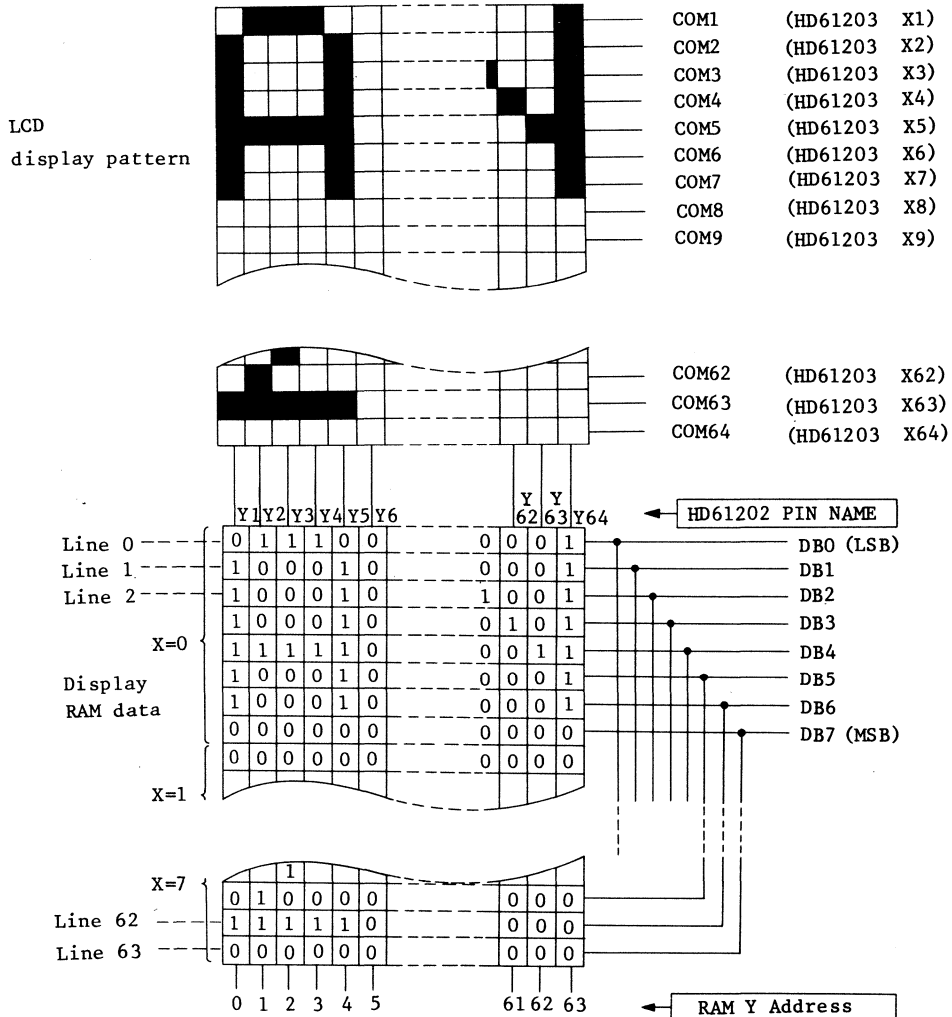 COM1 (HD61203 X1)
COM2 (HD61203 X2)
COM3 (HD61203 X3)
COM4 (HD61203 X4)
LCD
COM5 (HD61203 X5)
display pattern
COM6 (HD61203 X6)
COM7 (HD61203 X7)
COM8 (HD61203 X8)
COM9 (HD61203 X9)
COM62 (HD61203 X62)
COM63 (HD61203 X63)
COM64 (HD61203 X64)
Y1 Y2 Y3 Y4 Y5 Y6 Y62 Y63 Y64
HD61202 PIN NAME
Line 0 0 1 1 1 0 0 0 0 0 1 DB0 (LSB)
Line 1 1 0 0 0 1 0 0 0 0 1 DB1
Line 2 1 0 0 0 1 0 1 0 0 1 DB2
1 0 0 0 1 0 0 1 0 1 DB3
X=0
1 1 1 1 1 0 0 0 1 1 DB4
Display
1 0 0 0 1 0 0 0 0 1 DB5
RAM data
1 0 0 0 1 0 0 0 0 1 DB6
0 0 0 0 0 0 0 0 0 0 DB7 (MSB)
0 0 0 0 0 0 0 0 0 0
X=1
1
X=7
0 1 0 0 0 0 0 0 0
Line 62 1 1 1 1 1 0 0 0 0
Line 63 0 0 0 0 0 0 0 0 0
0 1 2 3 4 5 61 62 63
RAM Y Address